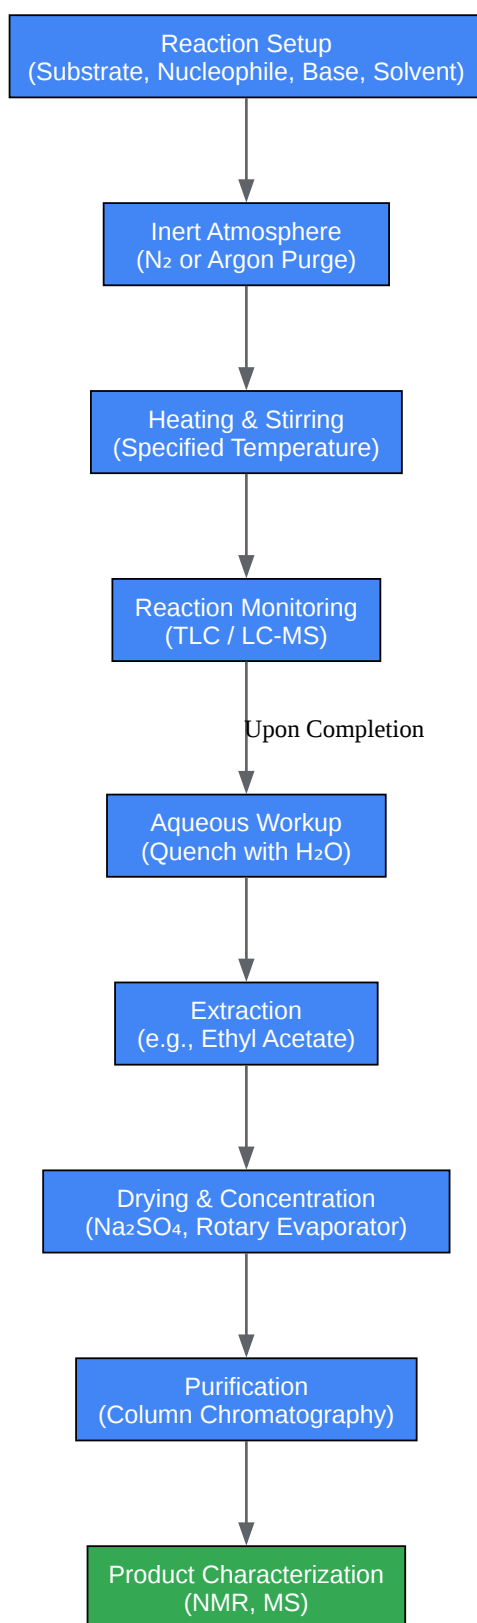 Reaction Setup
(Substrate, Nucleophile, Base, Solvent)
Inert Atmosphere
(N₂ or Argon Purge)
Heating & Stirring
(Specified Temperature)
Reaction Monitoring
(TLC / LC-MS)
Upon Completion
Aqueous Workup
(Quench with H₂O)
Extraction
(e.g., Ethyl Acetate)
Drying & Concentration
(Na₂SO₄, Rotary Evaporator)
Purification
(Column Chromatography)
Product Characterization
(NMR, MS)